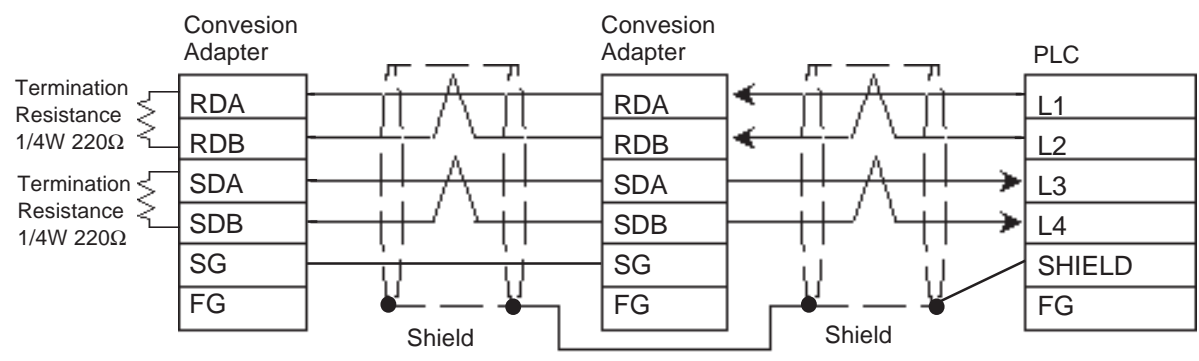 Convesion
Adapter
Convesion
Adapter
PLC
Termination
Resistance
1/4W 220Ω
Termination
Resistance
1/4W 220Ω
RDA
RDB
SDA
SDB
SG
FG
RDA
RDB
SDA
SDB
SG
FG
L1
L2
L3
L4
SHIELD
FG
Shield
Shield